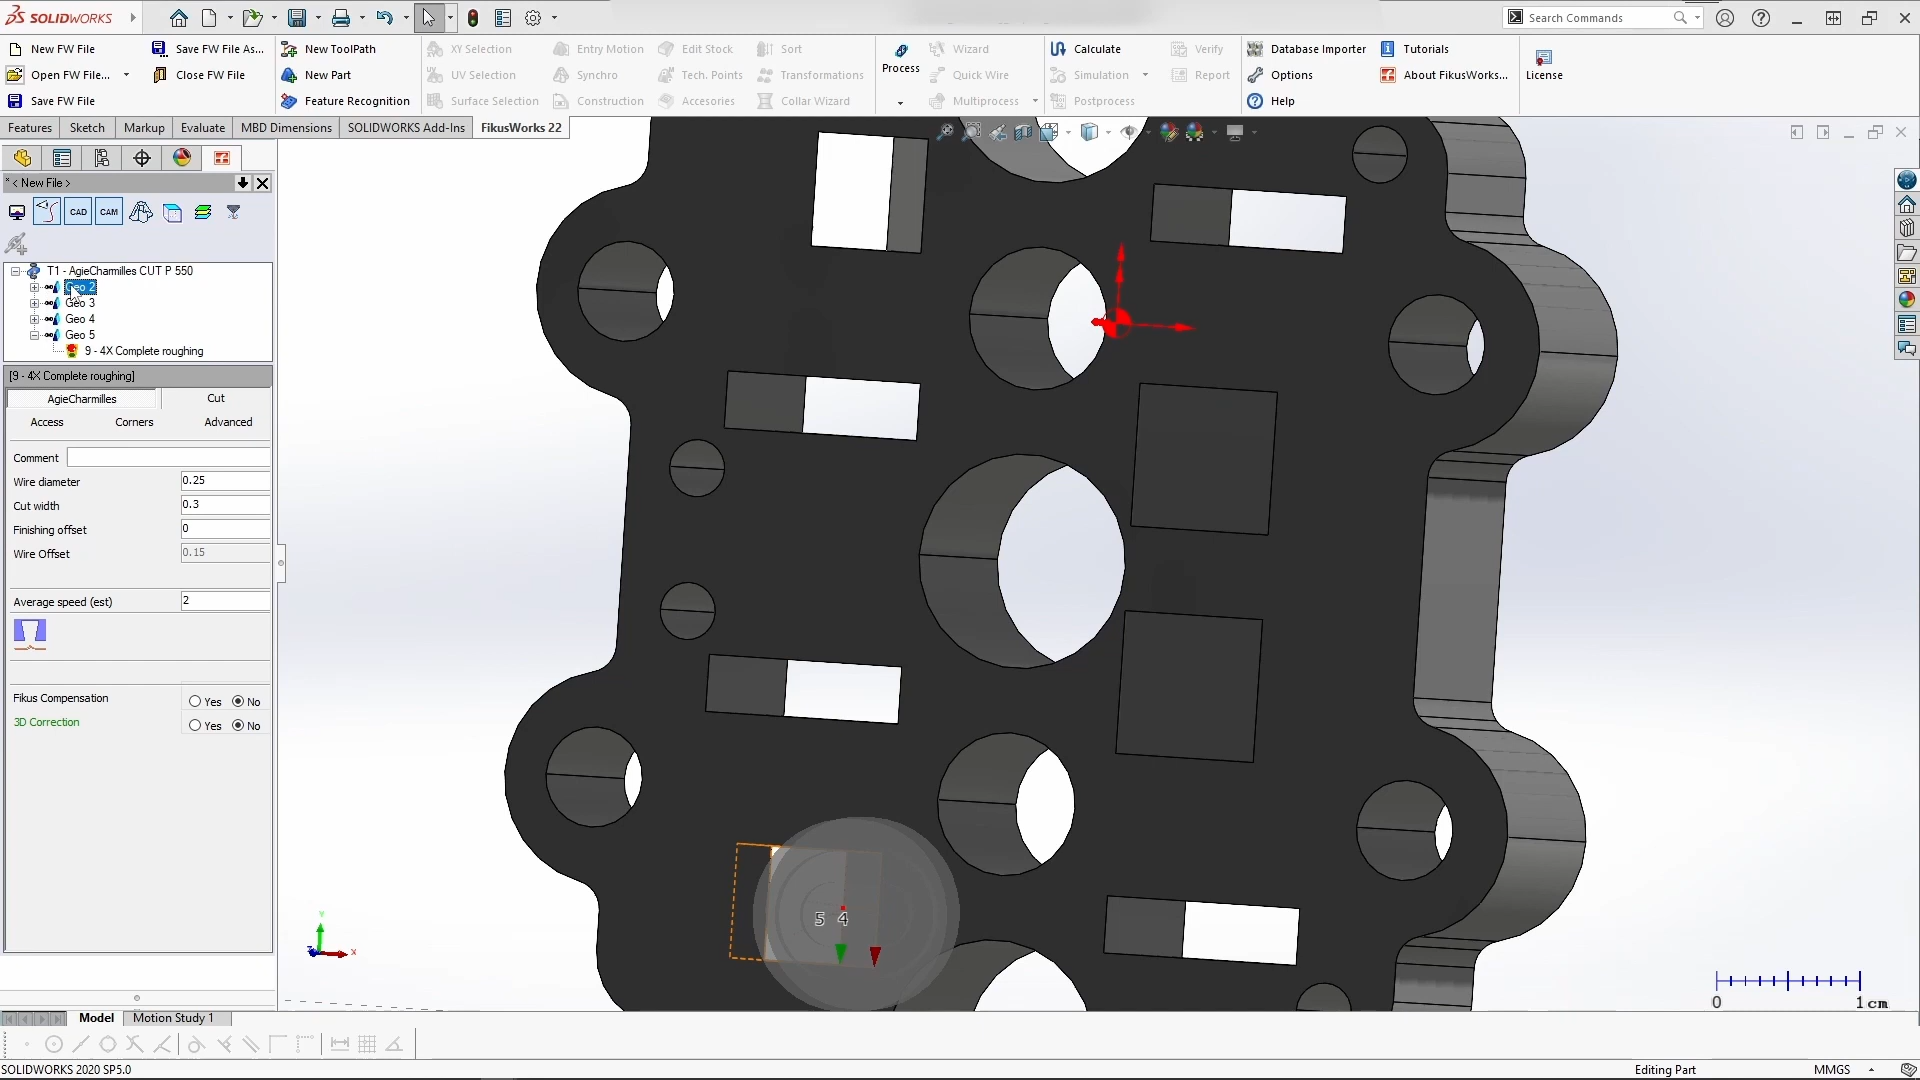 SOLIDWORKS
Search Commands
New FW File
Save FW File As...
New ToolPath
XY Selection
Entry Motion
Edit Stock
Sort
Wizard
Calculate
Verify
Database Importer
Tutorials
Open FW File...
Close FW File
New Part
UV Selection
Synchro
Tech. Points
Transformations
Process
Quick Wire
Simulation
Report
Options
About FikusWorks...
License
Save FW File
Feature Recognition
Surface Selection
Construction
Accesories
Collar Wizard
Multiprocess
Postprocess
Help
Features
Sketch
Markup
Evaluate
MBD Dimensions
SOLIDWORKS Add-Ins
FikusWorks 22
* < New File >
CAD
CAM
T1 - AgieCharmilles CUT P 550
Geo 2
Geo 3
Geo 4
Geo 5
9 - 4X Complete roughing
[9 - 4X Complete roughing]
AgieCharmilles
Cut
Access
Corners
Advanced
Comment
Wire diameter 0.25
Cut width 0.3
Finishing offset 0
Wire Offset 0.15
Average speed (est) 2
Fikus Compensation Yes No
3D Correction Yes No
5 4
Y
X
Z
0 1 cm
Model
Motion Study 1
SOLIDWORKS 2020 SP5.0
Editing Part
MMGS